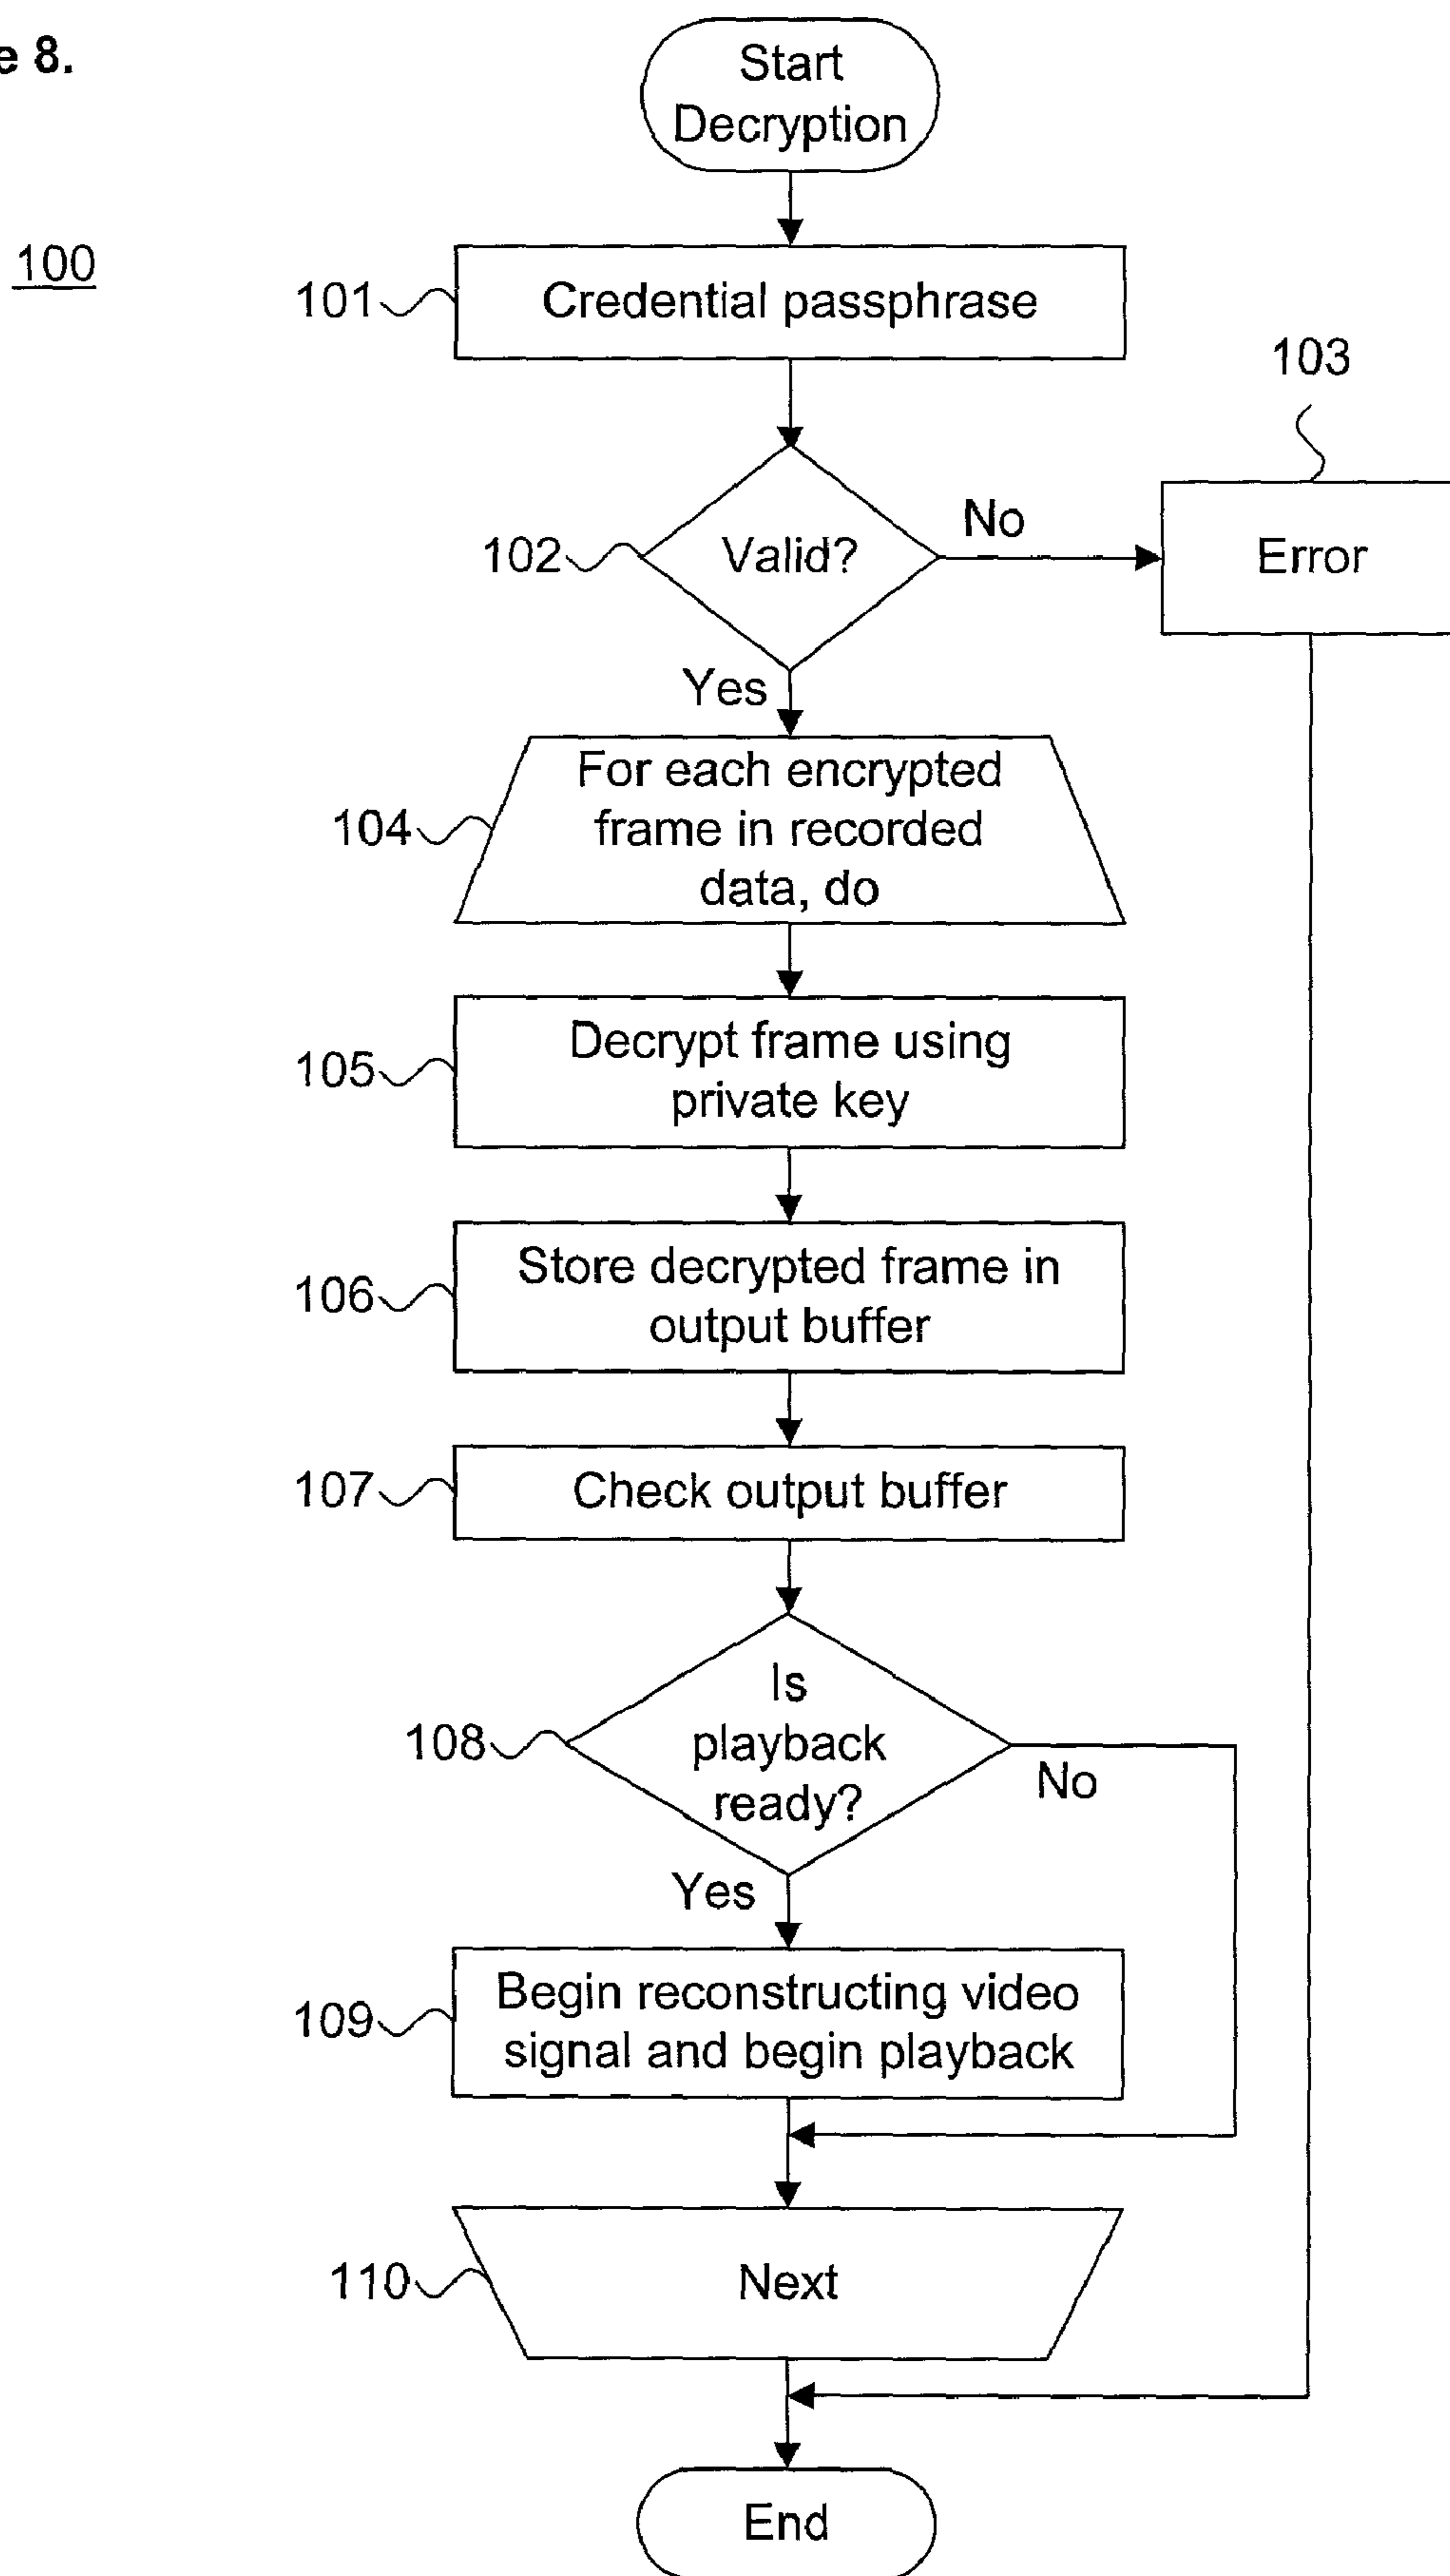 e 8.
Start
Decryption
100
101
Credential passphrase
103
102
Valid?
No
Error
Yes
104
For each encrypted
frame in recorded
data, do
105
Decrypt frame using
private key
106
Store decrypted frame in
output buffer
107
Check output buffer
108
Is
playback
ready?
No
Yes
109
Begin reconstructing video
signal and begin playback
110
Next
End